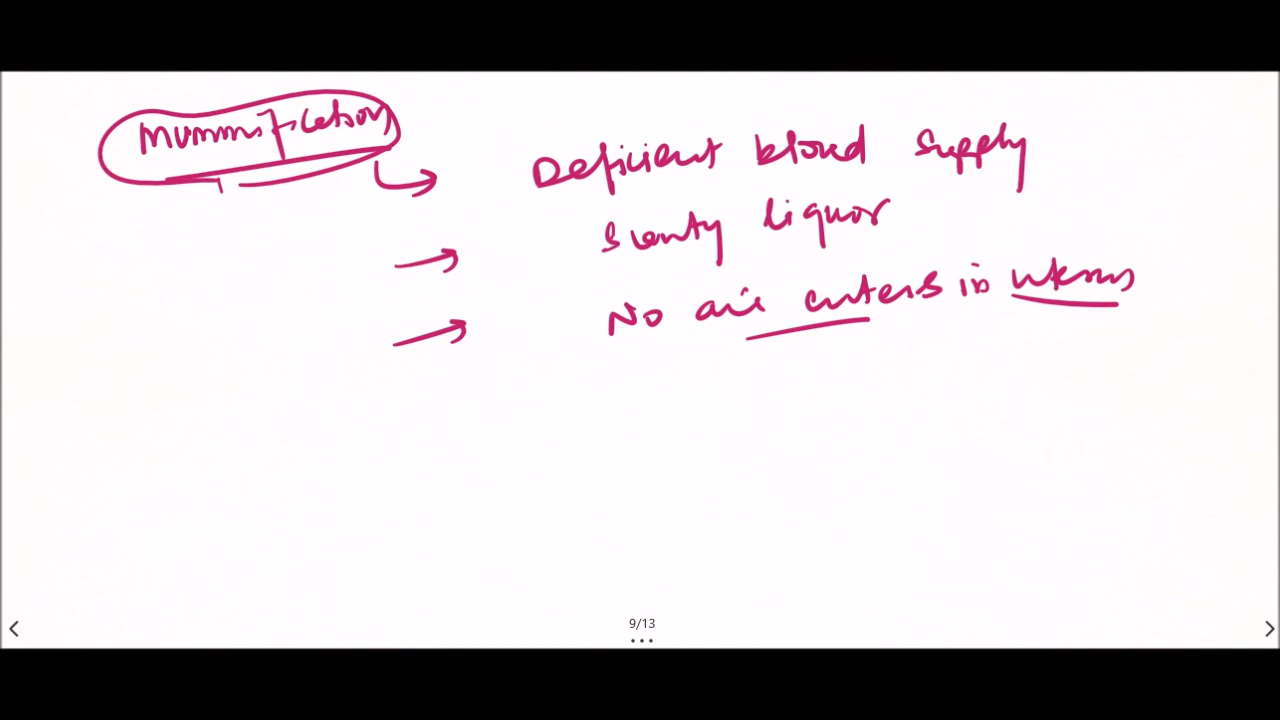 Mummification
Deficient blood supply
Scanty liquor
No air enters in uterus
9/13